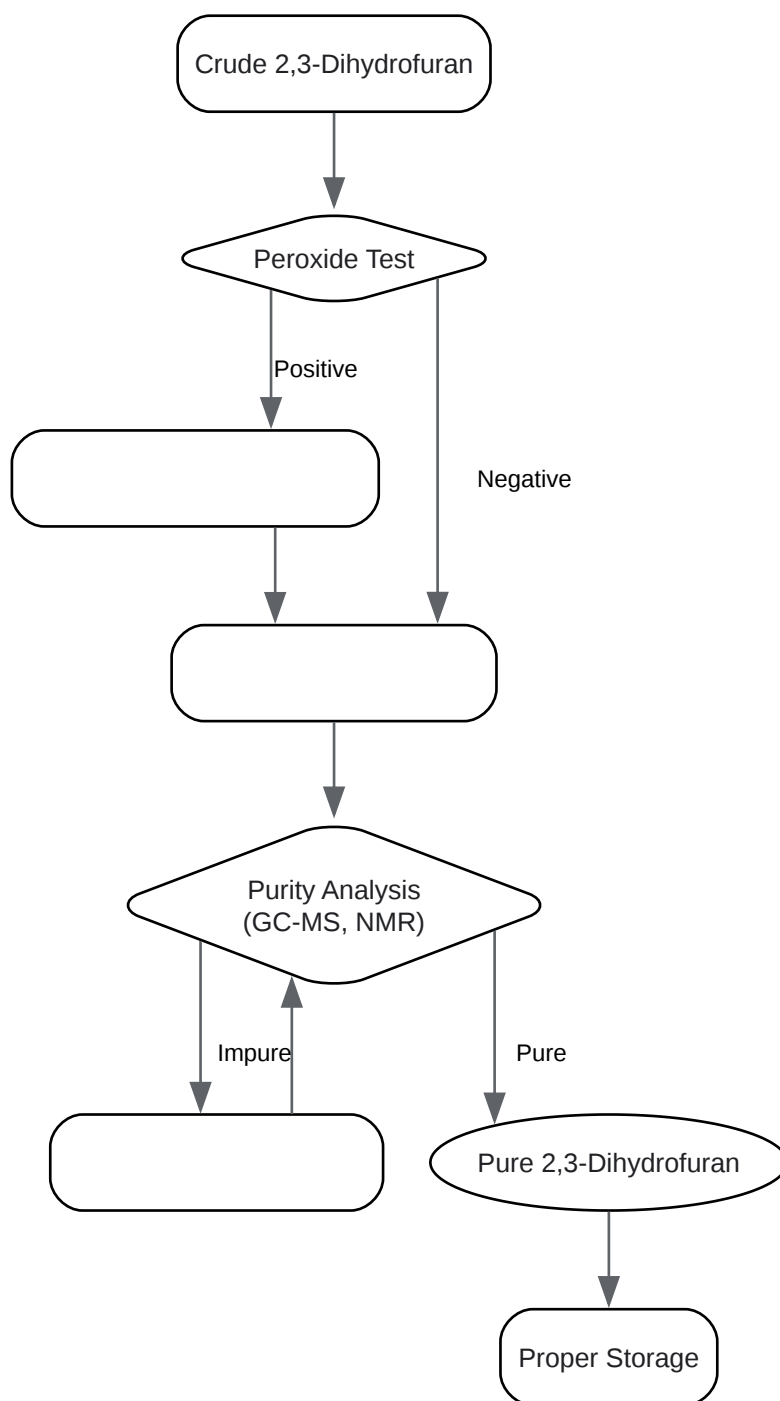 Crude 2,3-Dihydrofuran
Peroxide Test
Positive
Negative
Purity Analysis
(GC-MS, NMR)
Impure
Pure
Pure 2,3-Dihydrofuran
Proper Storage